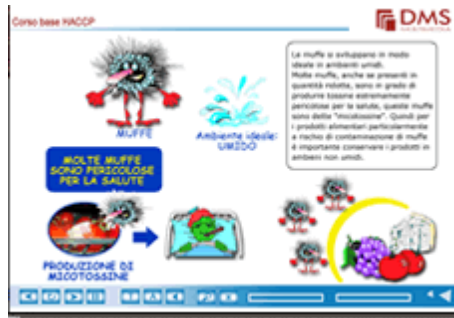 Corso base HACCP
DMS
MUFFE
Ambiente ideale:
UMIDO
Le muffe si sviluppano in modo
ideale in ambienti umidi.
Molte muffe, anche se presenti in
quantità ridotte, sono in grado di
produrre tossine estremamente
pericolose per la salute, queste muffe
sono dette "micotossine". Quindi per
i prodotti alimentari particolarmente
a rischio di contaminazione di muffe
è importante conservare i prodotti in
ambieni non umidi.
MOLTE MUFFE
SONO PERICOLOSE
PER LA SALUTE
PRODUZIONE DI
MICOTOSSINE